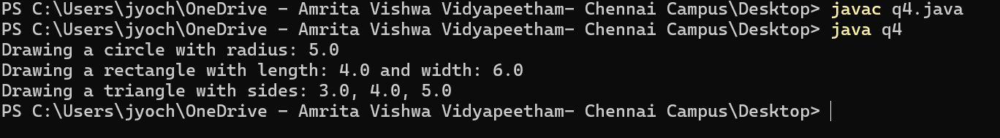 PS C:\Users\jyoch\OneDrive - Amrita Vishwa Vidyapeetham- Chennai Campus\Desktop> javac q4.java
PS C:\Users\jyoch\OneDrive - Amrita Vishwa Vidyapeetham- Chennai Campus\Desktop> java q4
Drawing a circle with radius: 5.0
Drawing a rectangle with length: 4.0 and width: 6.0
Drawing a triangle with sides: 3.0, 4.0, 5.0
PS C:\Users\jyoch\OneDrive - Amrita Vishwa Vidyapeetham- Chennai Campus\Desktop>